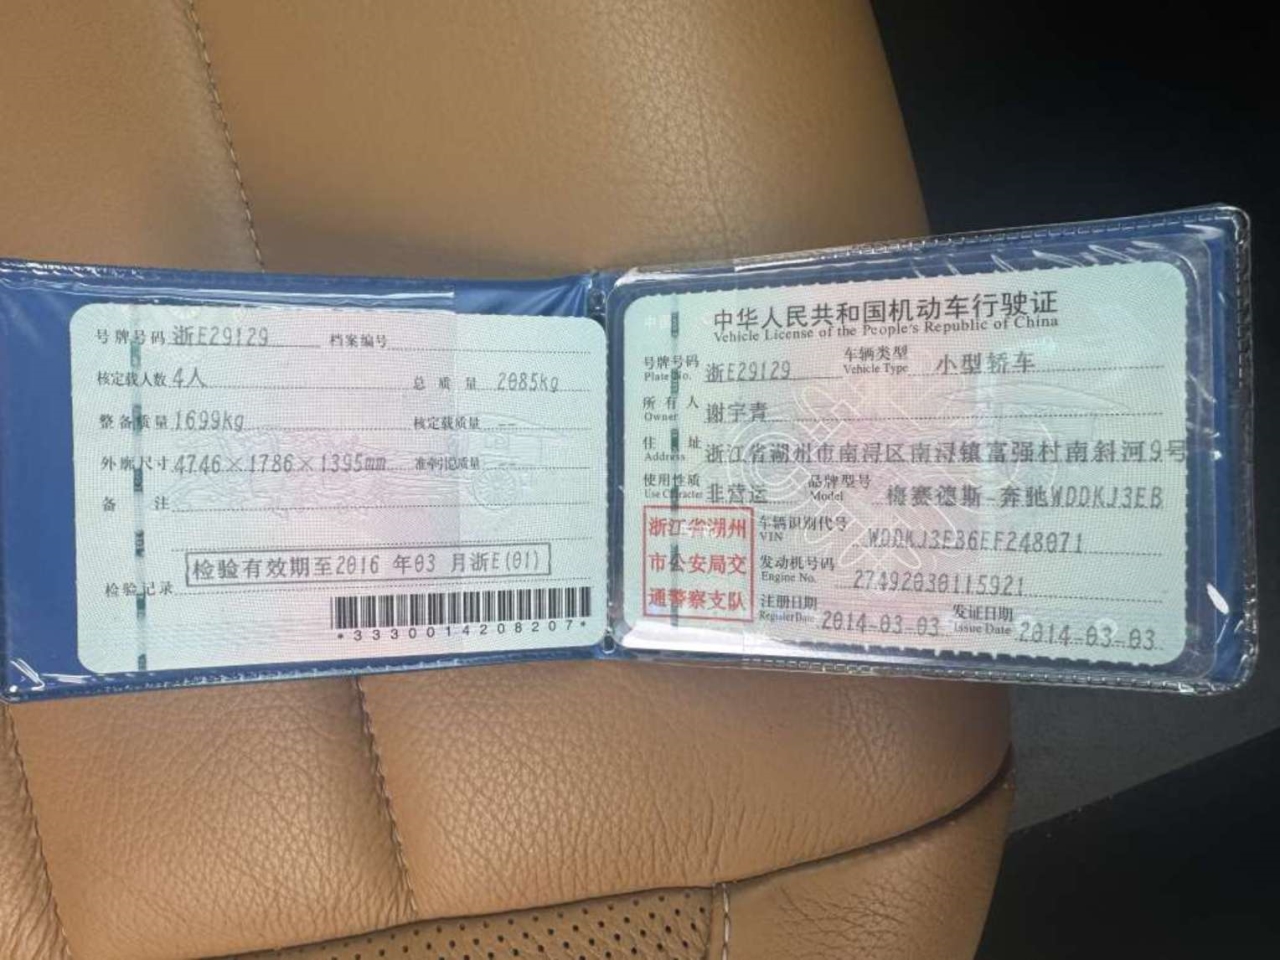 号牌号码 浙E29129 档案编号
核定载人数 4人 总质量 2085kg
整备质量 1699kg 核定载质量 --
外廓尺寸 4746×1786×1395mm 准牵引总质量 --
备注
检验记录 检验有效期至2016年03月浙E(01)
*3330014208207*
中华人民共和国机动车行驶证
Vehicle License of the People's Republic of China
号牌号码 浙E29129 车辆类型 小型轿车
Plate No. Vehicle Type
所有人 谢宇青
Owner
住址 浙江省湖州市南浔区南浔镇富强村南斜河9号
Address
使用性质 非营运 品牌型号 梅赛德斯-奔驰WDDKJ3EB
Use Character Model
浙江省湖州
市公安局交
通警察支队
车辆识别代号 WDDKJ3EB6EF248071
VIN
发动机号码 27492030115921
Engine No.
注册日期 2014-03-03 发证日期 2014-03-03
Register Date Issue Date